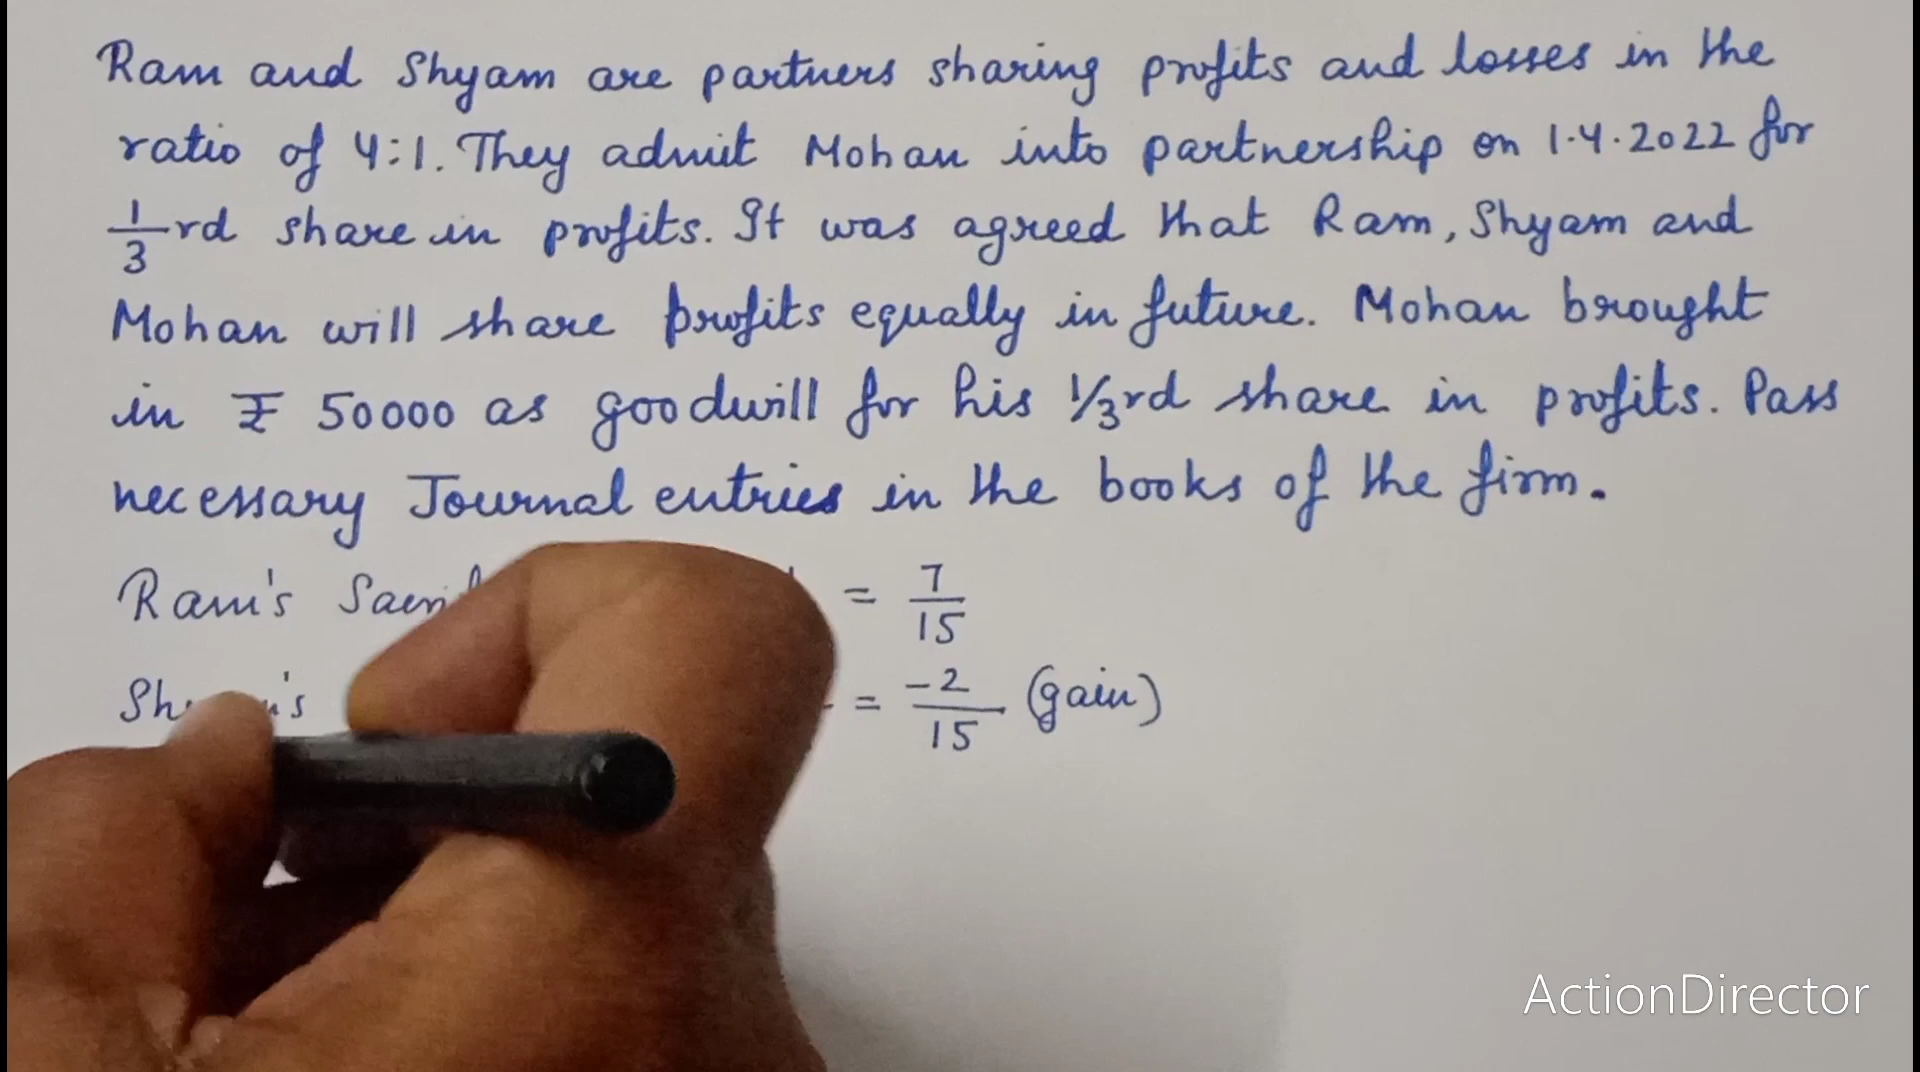 Ram and Shyam are partners sharing profits and losses in the
ratio of 4:1. They admit Mohan into partnership on 1.4.2022 for
1/3 rd share in profits. It was agreed that Ram, Shyam and
Mohan will share profits equally in future. Mohan brought
in ₹ 50000 as goodwill for his 1/3rd share in profits. Pass
necessary Journal entries in the books of the firm.
Ram's = 7/15
= -2/15 (gain)
ActionDirector